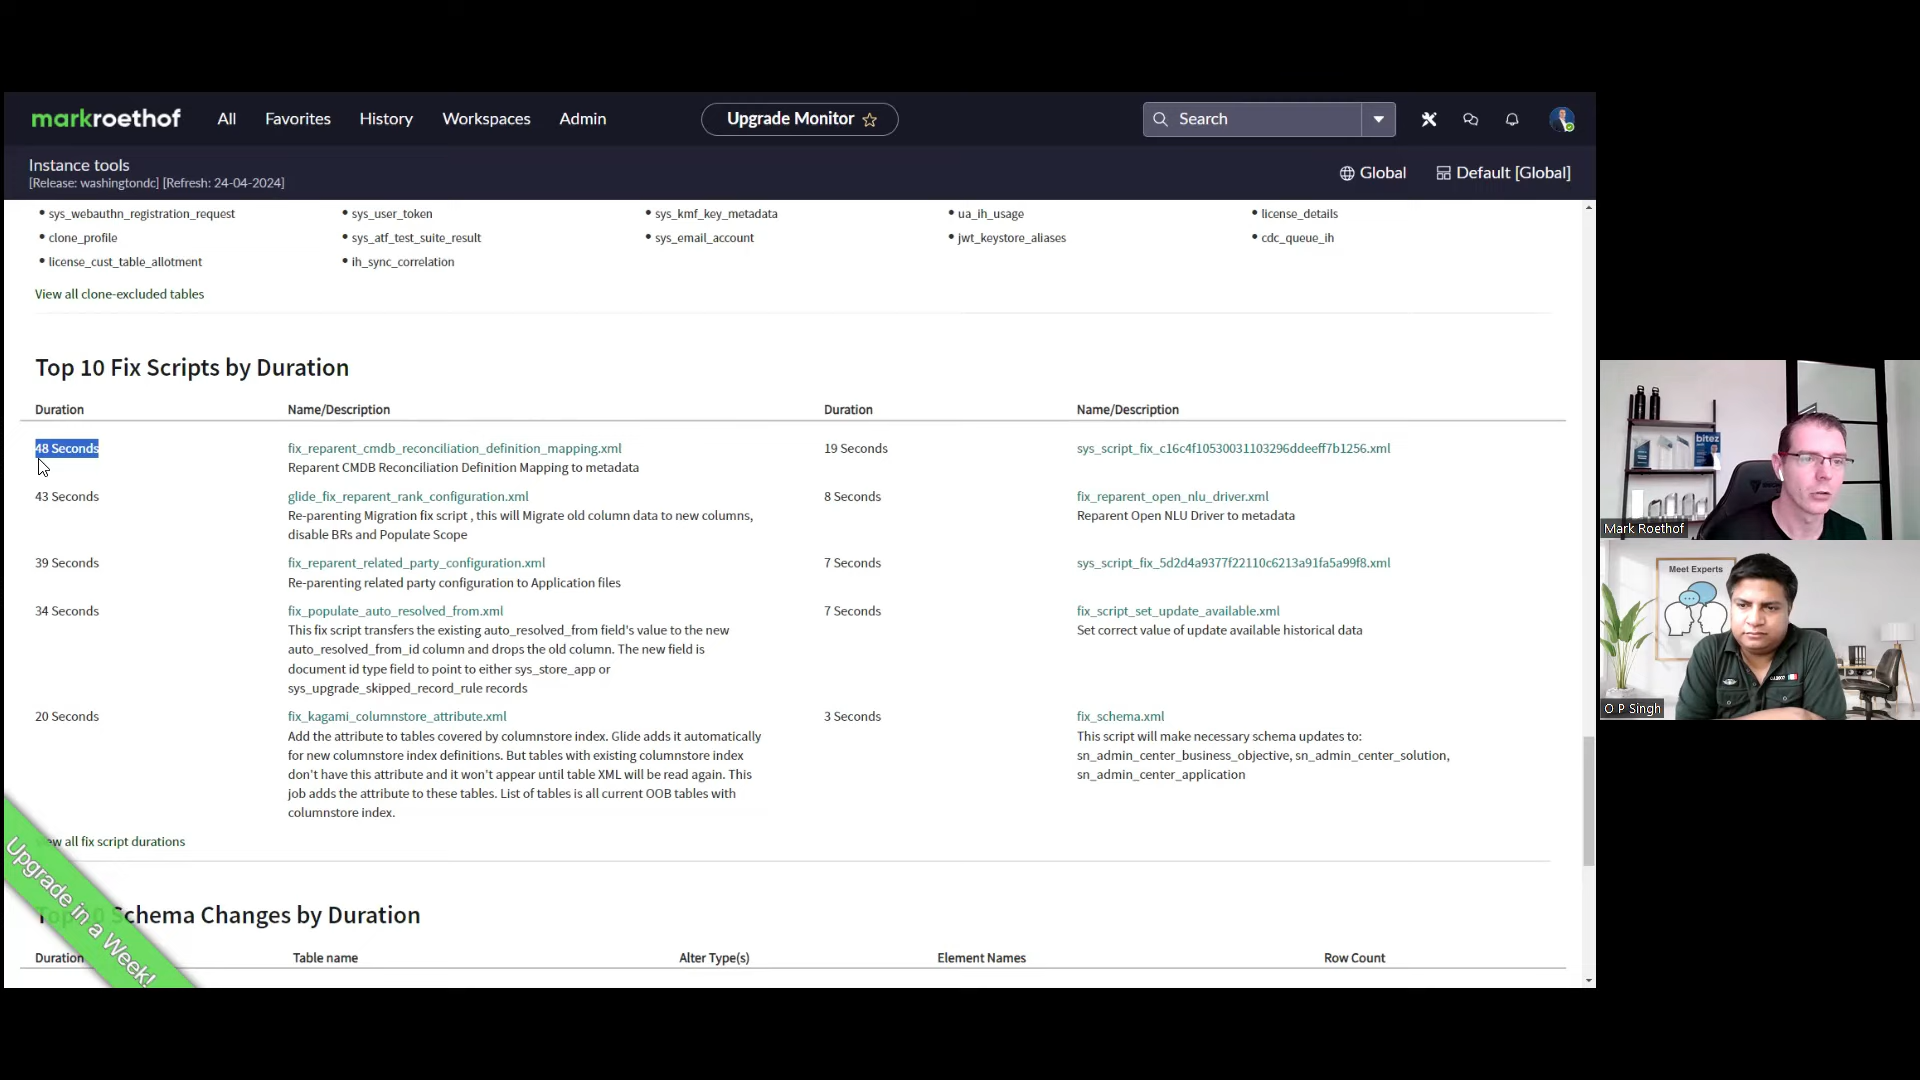 markroethof All Favorites History Workspaces Admin Upgrade Monitor Search
Instance tools
[Release: washingtondc] [Refresh: 24-04-2024]
Global Default [Global]
• sys_webauthn_registration_request • sys_user_token • sys_kmf_key_metadata • ua_ih_usage • license_details
• clone_profile • sys_atf_test_suite_result • sys_email_account • jwt_keystore_aliases • cdc_queue_ih
• license_cust_table_allotment • ih_sync_correlation
View all clone-excluded tables
Top 10 Fix Scripts by Duration
Duration Name/Description Duration Name/Description
48 Seconds fix_reparent_cmdb_reconciliation_definition_mapping.xml 19 Seconds sys_script_fix_c16c4f10530031103296ddeeff7b1256.xml
Reparent CMDB Reconciliation Definition Mapping to metadata
43 Seconds glide_fix_reparent_rank_configuration.xml 8 Seconds fix_reparent_open_nlu_driver.xml
Re-parenting Migration fix script , this will Migrate old column data to new columns, Reparent Open NLU Driver to metadata
disable BRs and Populate Scope
39 Seconds fix_reparent_related_party_configuration.xml 7 Seconds sys_script_fix_5d2d4a9377f22110c6213a91fa5a99f8.xml
Re-parenting related party configuration to Application files
34 Seconds fix_populate_auto_resolved_from.xml 7 Seconds fix_script_set_update_available.xml
This fix script transfers the existing auto_resolved_from field's value to the new Set correct value of update available historical data
auto_resolved_from_id column and drops the old column. The new field is
document id type field to point to either sys_store_app or
sys_upgrade_skipped_record_rule records
20 Seconds fix_kagami_columnstore_attribute.xml 3 Seconds fix_schema.xml
Add the attribute to tables covered by columnstore index. Glide adds it automatically This script will make necessary schema updates to:
for new columnstore index definitions. But tables with existing columnstore index sn_admin_center_business_objective, sn_admin_center_solution,
don't have this attribute and it won't appear until table XML will be read again. This sn_admin_center_application
job adds the attribute to these tables. List of tables is all current OOB tables with
columnstore index.
View all fix script durations
Top 10 Schema Changes by Duration
Duration Table name Alter Type(s) Element Names Row Count
Upgrade in a Week!
bitez
Mark Roethof
Meet Experts
O P Singh